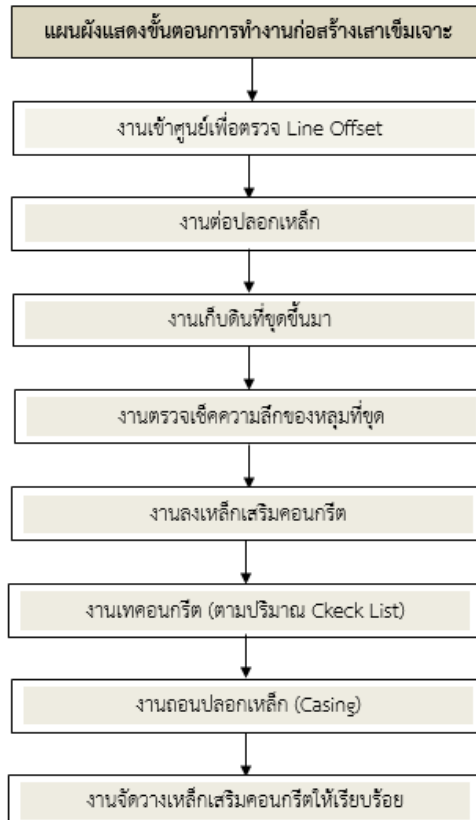 แผนผังแสดงขั้นตอนการทำงานก่อสร้างเสาเข็มเจาะ
งานเข้าศูนย์เพื่อตรวจ Line Offset
งานต่อปลอกเหล็ก
งานเก็บดินที่ขุดขึ้นมา
งานตรวจเช็คความลึกของหลุมที่ขุด
งานลงเหล็กเสริมคอนกรีต
งานเทคอนกรีต (ตามปริมาณ Ckeck List)
งานถอนปลอกเหล็ก (Casing)
งานจัดวางเหล็กเสริมคอนกรีตให้เรียบร้อย